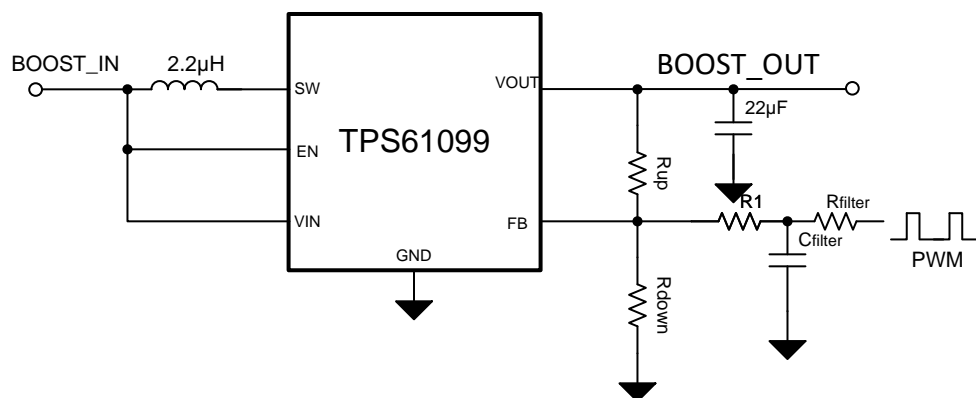 BOOST_IN
2.2µH
SW
EN
VIN
TPS61099
GND
VOUT
FB
BOOST_OUT
22µF
Rup
Rdown
R1
Rfilter
Cfilter
PWM